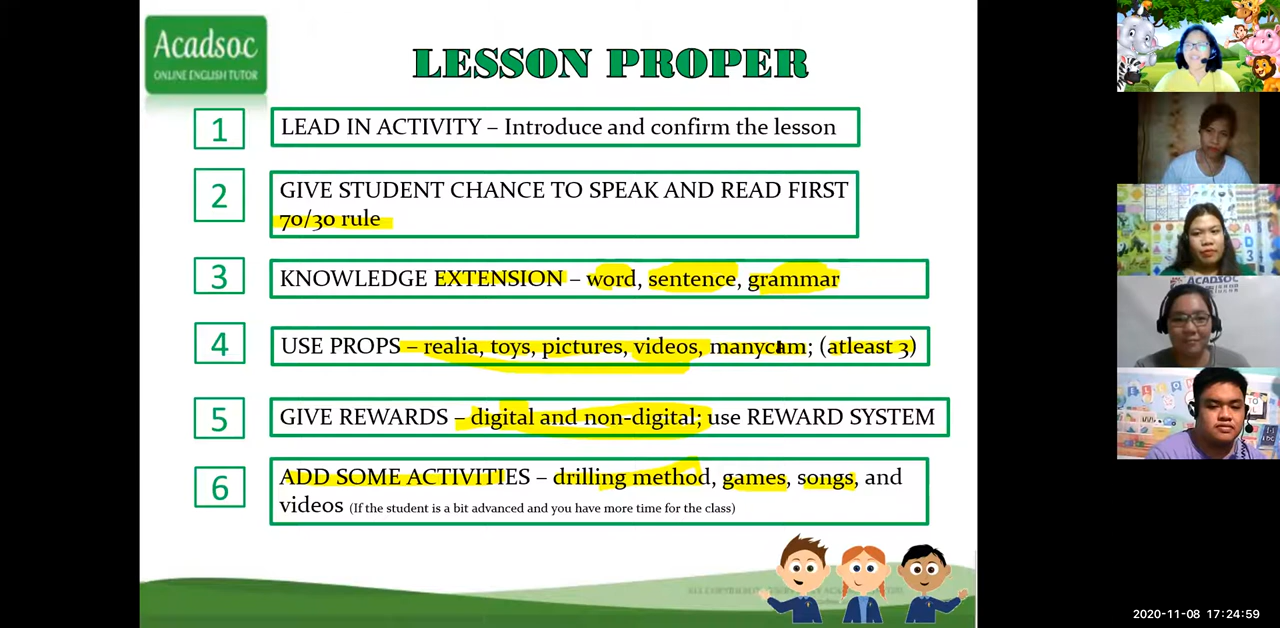 Acadsoc
ONLINE ENGLISH TUTOR
LESSON PROPER
1
LEAD IN ACTIVITY – Introduce and confirm the lesson
2
GIVE STUDENT CHANCE TO SPEAK AND READ FIRST
70/30 rule
3
KNOWLEDGE EXTENSION – word, sentence, grammar
4
USE PROPS – realia, toys, pictures, videos, manycam; (atleast 3)
5
GIVE REWARDS – digital and non-digital; use REWARD SYSTEM
6
ADD SOME ACTIVITIES – drilling method, games, songs, and
videos (If the student is a bit advanced and you have more time for the class)
ACADSOC
2020-11-08 17:24:59